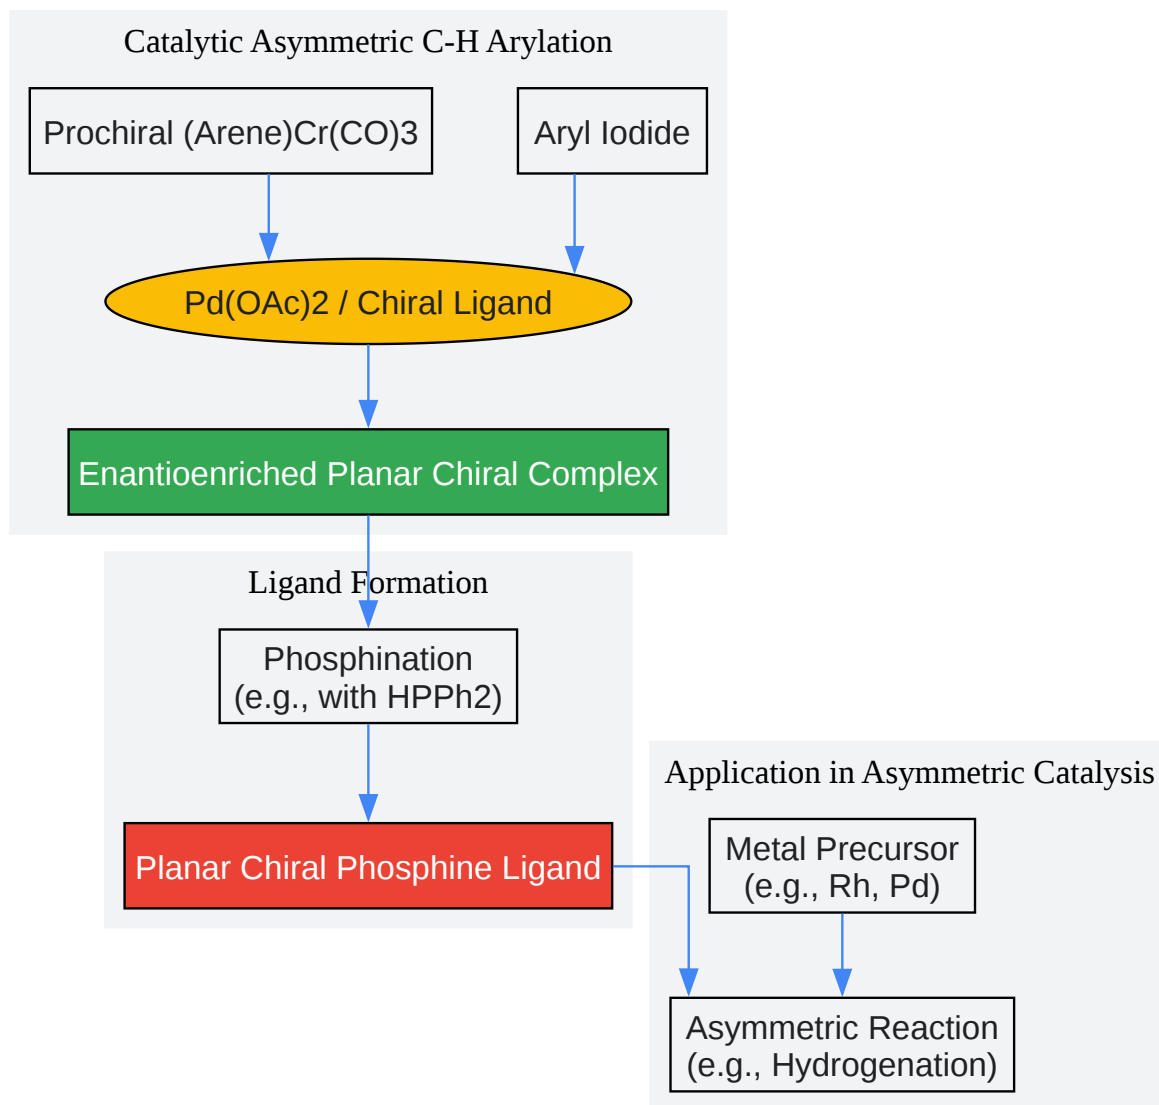 Catalytic Asymmetric C-H Arylation
Prochiral (Arene)Cr(CO)3
Aryl Iodide
Pd(OAc)2 / Chiral Ligand
Enantioenriched Planar Chiral Complex
Ligand Formation
Phosphination
(e.g., with HPPh2)
Planar Chiral Phosphine Ligand
Application in Asymmetric Catalysis
Metal Precursor
(e.g., Rh, Pd)
Asymmetric Reaction
(e.g., Hydrogenation)